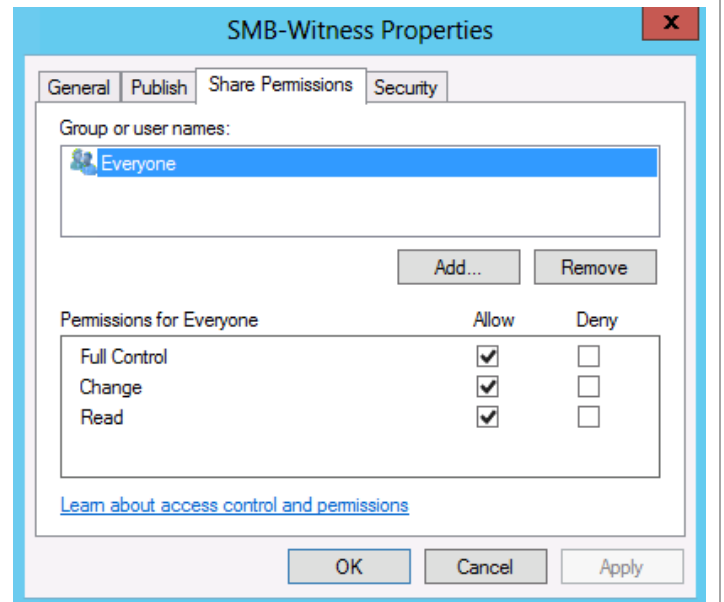 SMB-Witness Properties
x
General Publish Share Permissions Security
Group or user names:
Everyone
Add... Remove
Permissions for Everyone Allow Deny
Full Control
Change
Read
Learn about access control and permissions
OK Cancel Apply